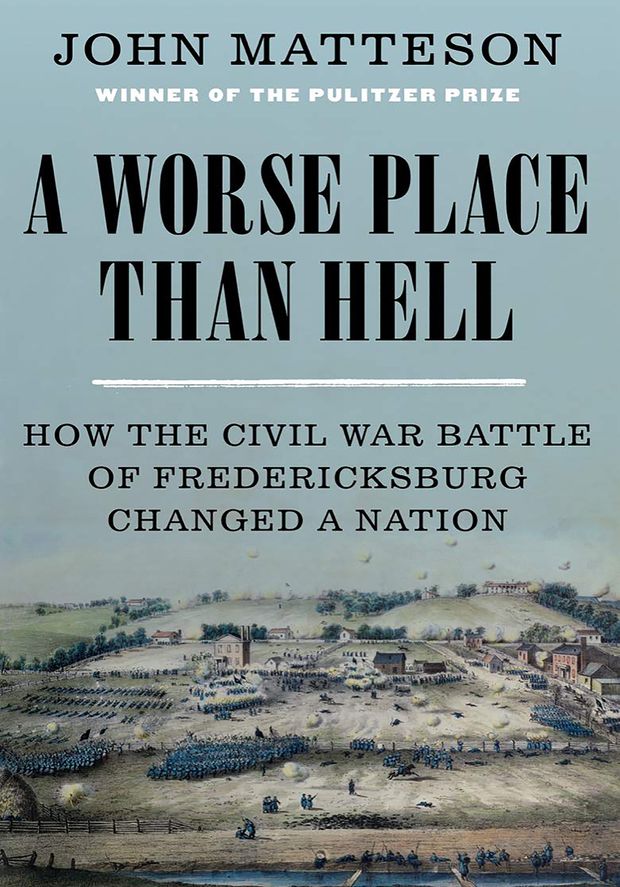 JOHN MATTESON
WINNER OF THE PULITZER PRIZE
A WORSE PLACE
THAN HELL
HOW THE CIVIL WAR BATTLE
OF FREDERICKSBURG
CHANGED A NATION